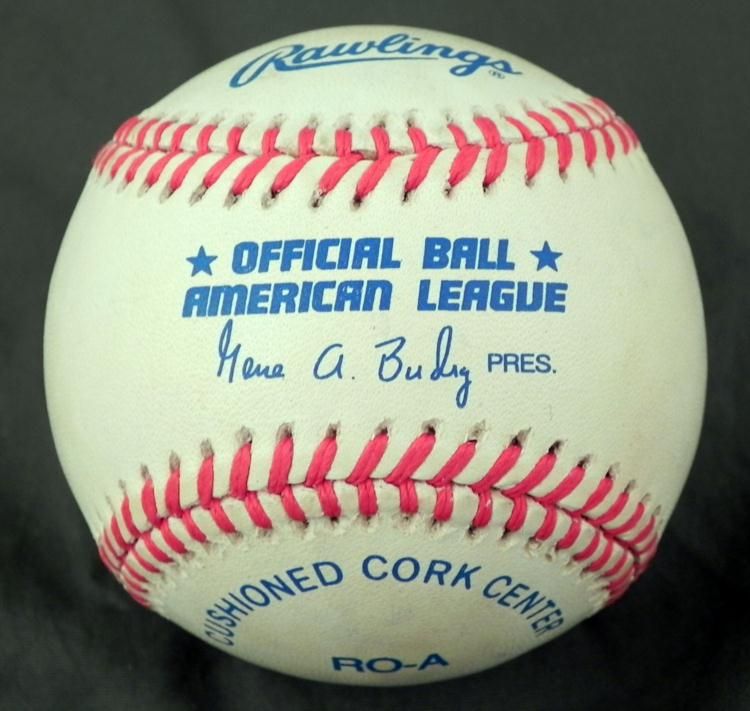 Rawlings®
★ OFFICIAL BALL ★
AMERICAN LEAGUE
Gene A. Budig PRES.
CUSHIONED CORK CENTER
RO-A